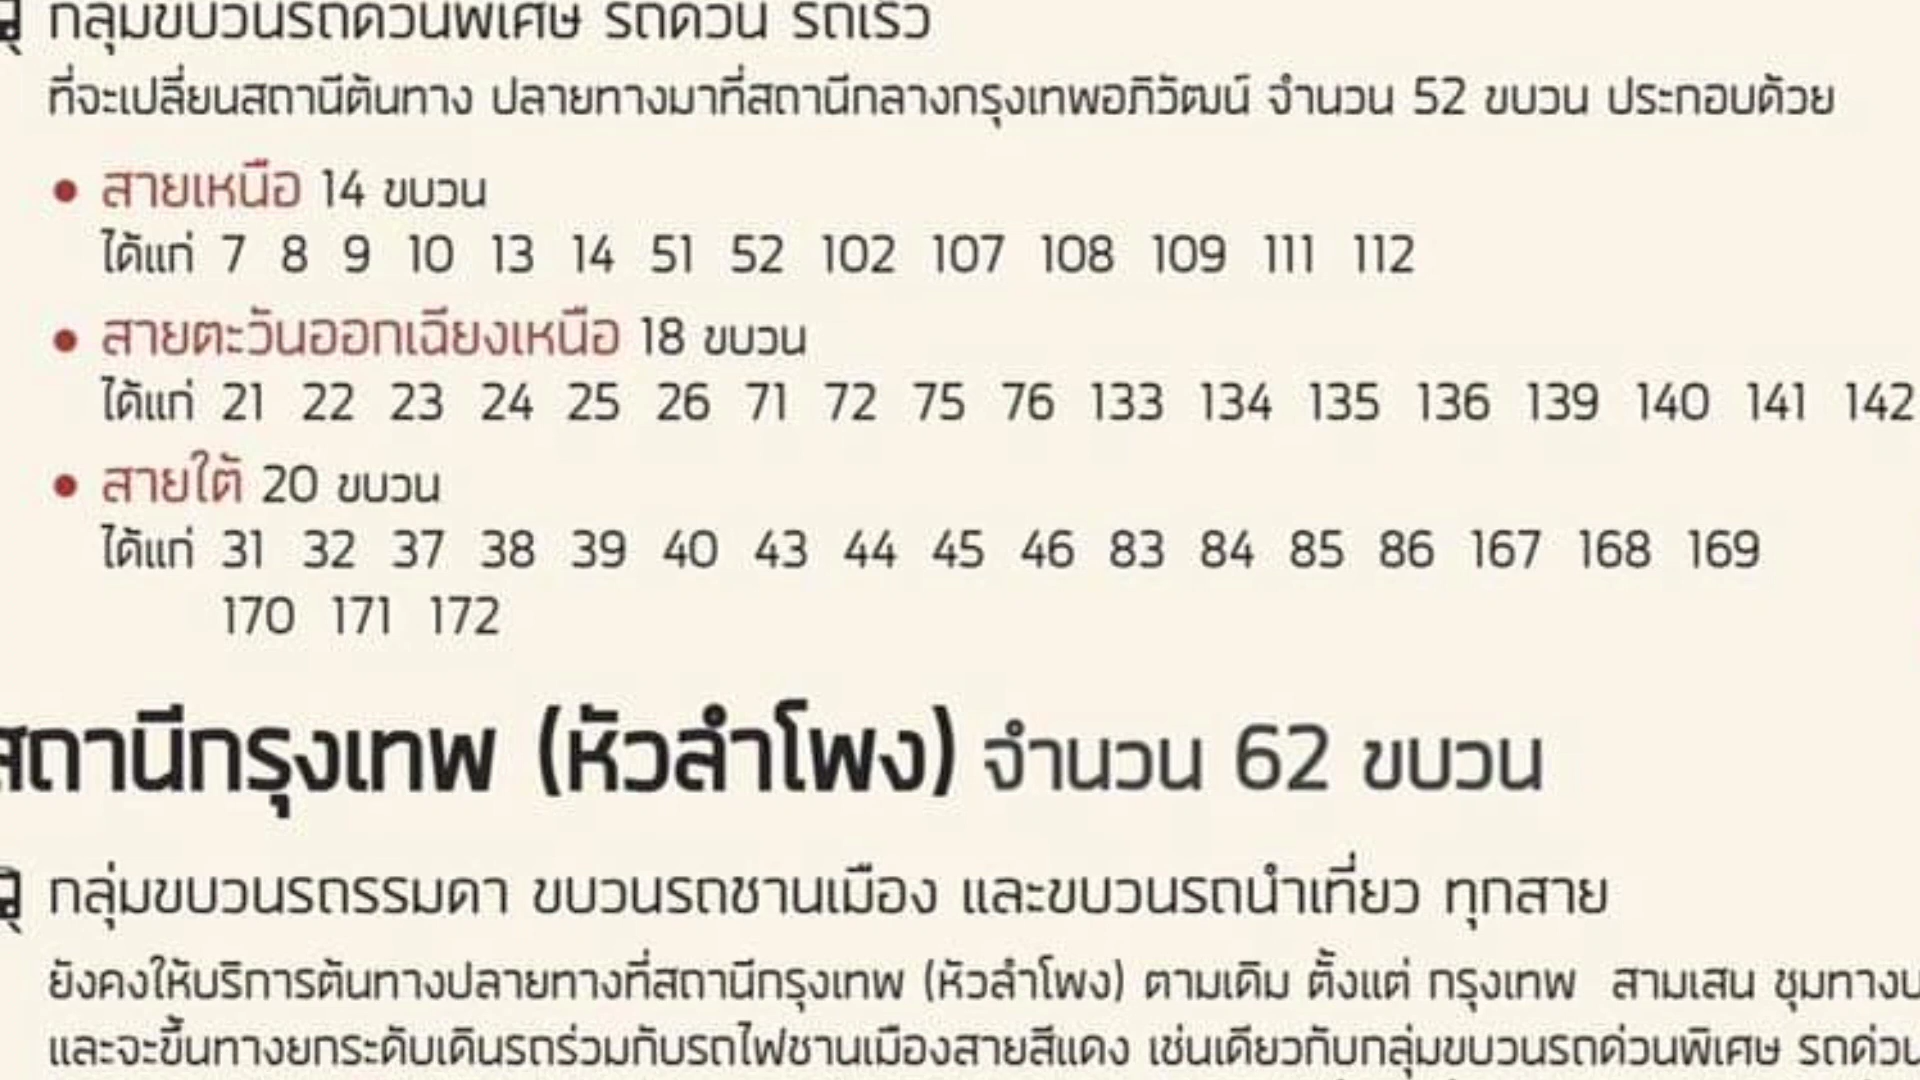 กลุ่มขบวนรถด่วนพิเศษ รถด่วน รถเร็ว
ที่จะเปลี่ยนสถานีต้นทาง ปลายทางมาที่สถานีกลางกรุงเทพอภิวัฒน์ จำนวน 52 ขบวน ประกอบด้วย
• สายเหนือ 14 ขบวน
ได้แก่ 7 8 9 10 13 14 51 52 102 107 108 109 111 112
• สายตะวันออกเฉียงเหนือ 18 ขบวน
ได้แก่ 21 22 23 24 25 26 71 72 75 76 133 134 135 136 139 140 141 142
• สายใต้ 20 ขบวน
ได้แก่ 31 32 37 38 39 40 43 44 45 46 83 84 85 86 167 168 169
170 171 172
สถานีกรุงเทพ (หัวลำโพง) จำนวน 62 ขบวน
กลุ่มขบวนรถธรรมดา ขบวนรถชานเมือง และขบวนรถนำเที่ยว ทุกสาย
ยังคงให้บริการต้นทางปลายทางที่สถานีกรุงเทพ (หัวลำโพง) ตามเดิม ตั้งแต่ กรุงเทพ สามเสน ชุมทาง
และจะขึ้นทางยกระดับเดินรถร่วมกับรถไฟชานเมืองสายสีแดง เช่นเดียวกับกลุ่มขบวนรถด่วนพิเศษ รถด่วน